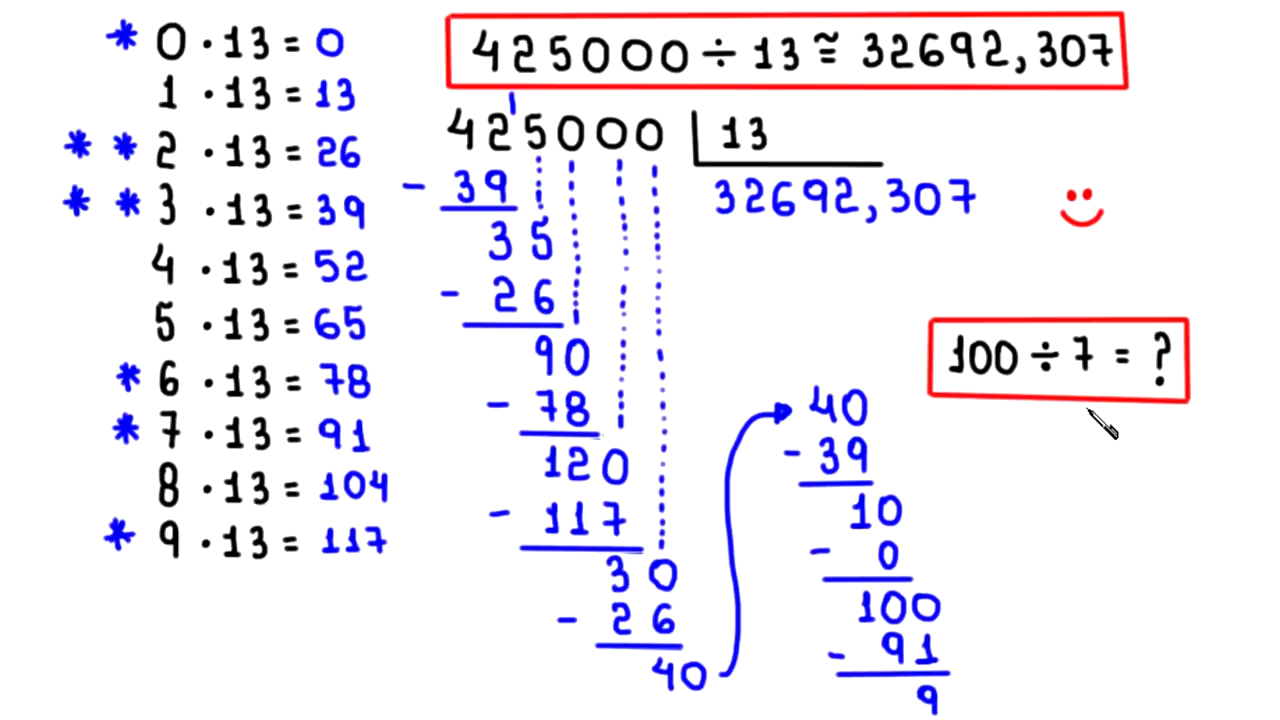 * 0 · 13 = 0
1 · 13 = 13
* * 2 · 13 = 26
* * 3 · 13 = 39
4 · 13 = 52
5 · 13 = 65
* 6 · 13 = 78
* 7 · 13 = 91
8 · 13 = 104
* 9 · 13 = 117
425000 ÷ 13 ≅ 32692,307
42'5000 | 13
- 39
32692,307
35
- 26
90
- 78
120
- 117
30
- 26
40
40
- 39
10
- 0
100
- 91
9
100 ÷ 7 = ?